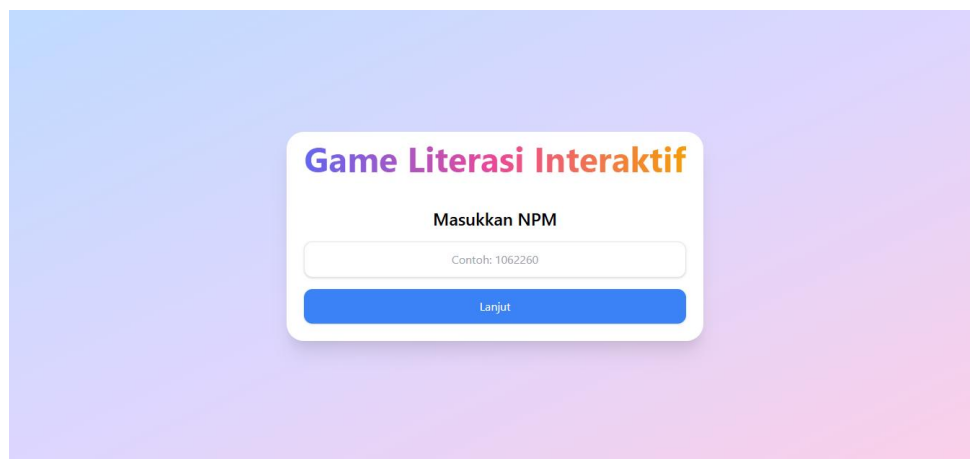 Game Literasi Interaktif
Masukkan NPM
Contoh: 1062260
Lanjut